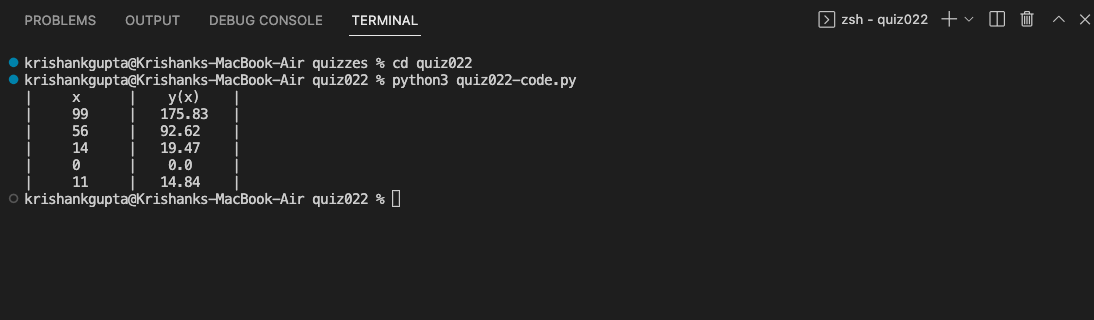 PROBLEMS OUTPUT DEBUG CONSOLE TERMINAL zsh - quiz022
krishankgupta@Krishanks-MacBook-Air quizzes % cd quiz022
krishankgupta@Krishanks-MacBook-Air quiz022 % python3 quiz022-code.py
| x | y(x) |
| 99 | 175.83 |
| 56 | 92.62 |
| 14 | 19.47 |
| 0 | 0.0 |
| 11 | 14.84 |
krishankgupta@Krishanks-MacBook-Air quiz022 %